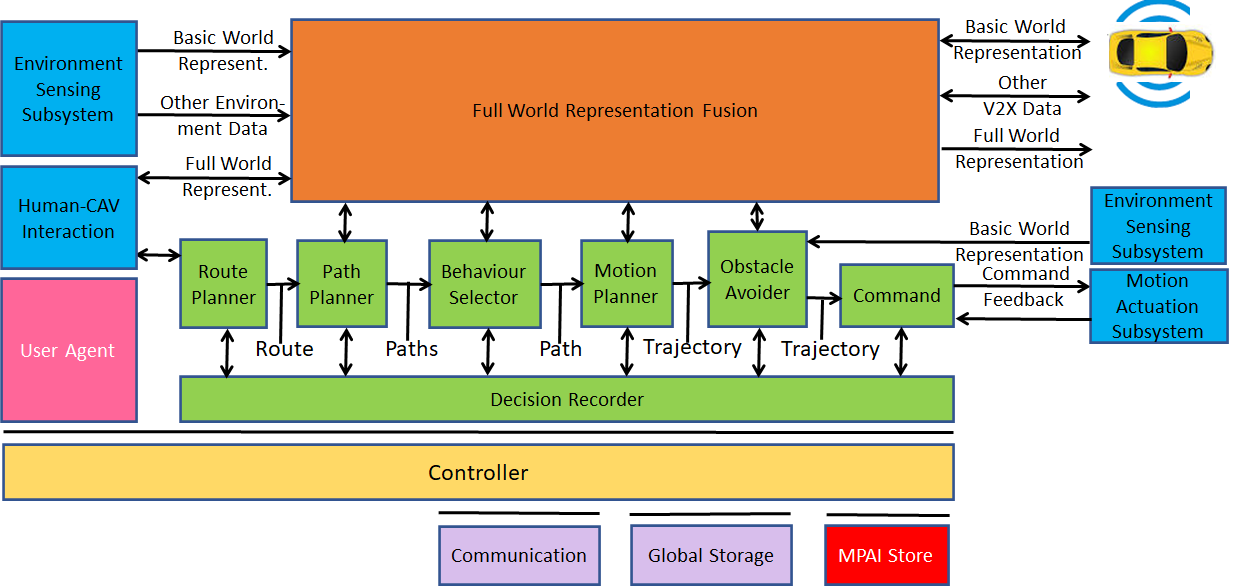 Environment
Sensing
Subsystem
Basic World
Represent.
Other Environ-
ment Data
Full World
Represent.
Human-CAV
Interaction
User Agent
Full World Representation Fusion
Basic World
Representation
Other
V2X Data
Full World
Representation
Environment
Sensing
Subsystem
Basic World
Representation
Command
Feedback
Motion
Actuation
Subsystem
Route
Planner
Path
Planner
Behaviour
Selector
Motion
Planner
Obstacle
Avoider
Command
Route
Paths
Path
Trajectory
Trajectory
Decision Recorder
Controller
Communication
Global Storage
MPAI Store